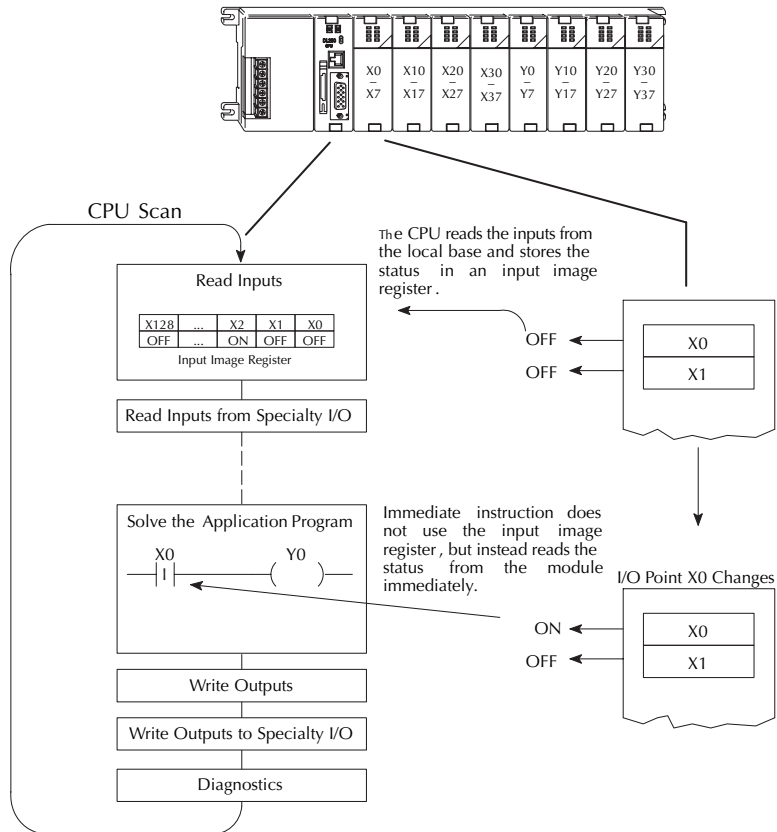 DL260
CPU
X0 – X7
X10 – X17
X20 – X27
X30 – X37
Y0 – Y7
Y10 – Y17
Y20 – Y27
Y30 – Y37
CPU Scan
The CPU reads the inputs from
the local base and stores the
status in an input image
register.
Read Inputs
X128 ... X2 X1 X0
OFF ... ON OFF OFF
Input Image Register
OFF X0
OFF X1
Read Inputs from Specialty I/O
Solve the Application Program
X0 Y0
I
Immediate instruction does
not use the input image
register, but instead reads the
status from the module
immediately.
I/O Point X0 Changes
ON X0
OFF X1
Write Outputs
Write Outputs to Specialty I/O
Diagnostics